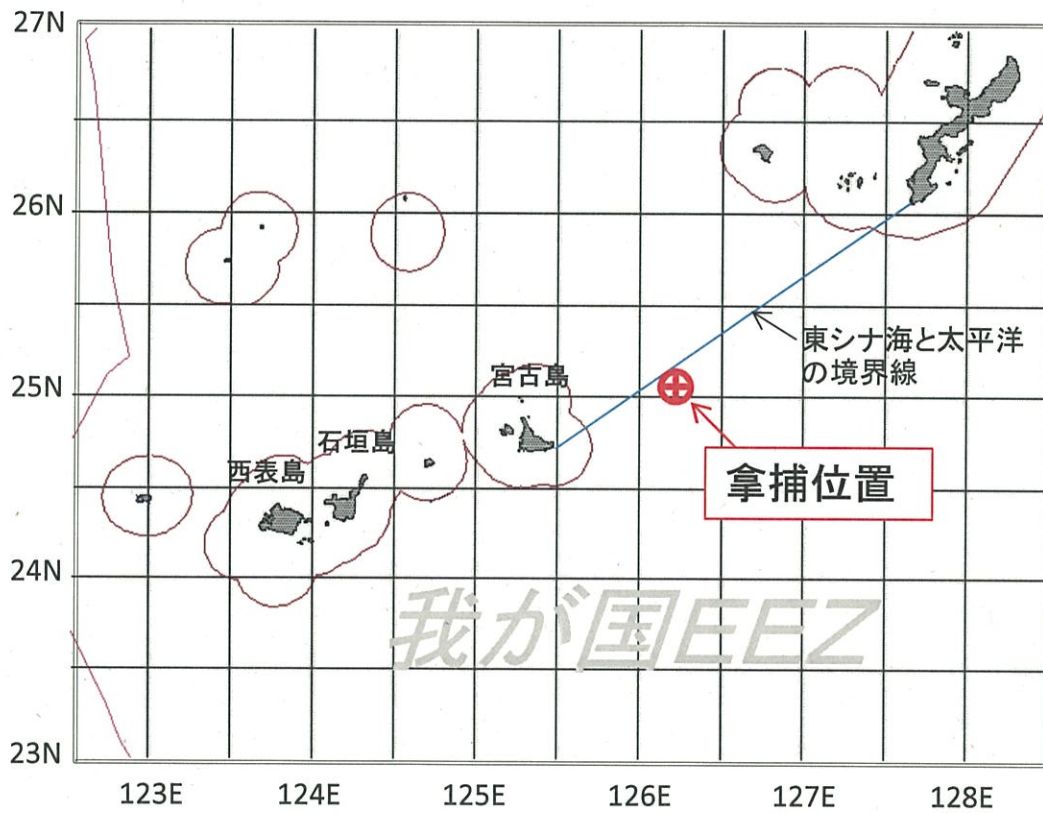 27N
26N
東シナ海と太平洋
の境界線
宮古島
25N
石垣島
西表島
拿捕位置
24N
我が国EEZ
23N
123E
124E
125E
126E
127E
128E